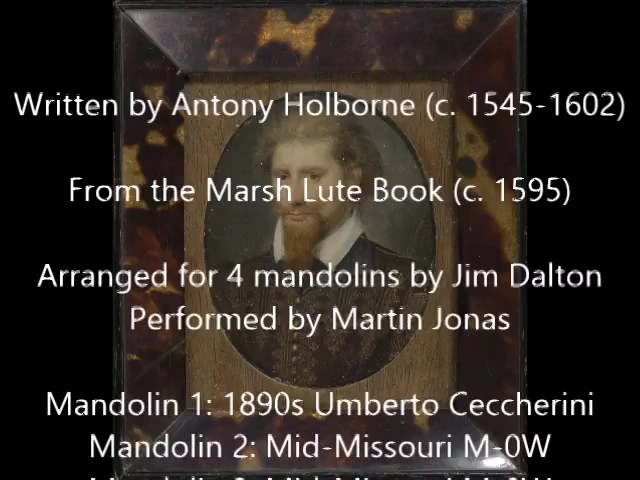 Written by Antony Holborne (c. 1545-1602)
From the Marsh Lute Book (c. 1595)
Arranged for 4 mandolins by Jim Dalton
Performed by Martin Jonas
Mandolin 1: 1890s Umberto Ceccherini
Mandolin 2: Mid-Missouri M-0W